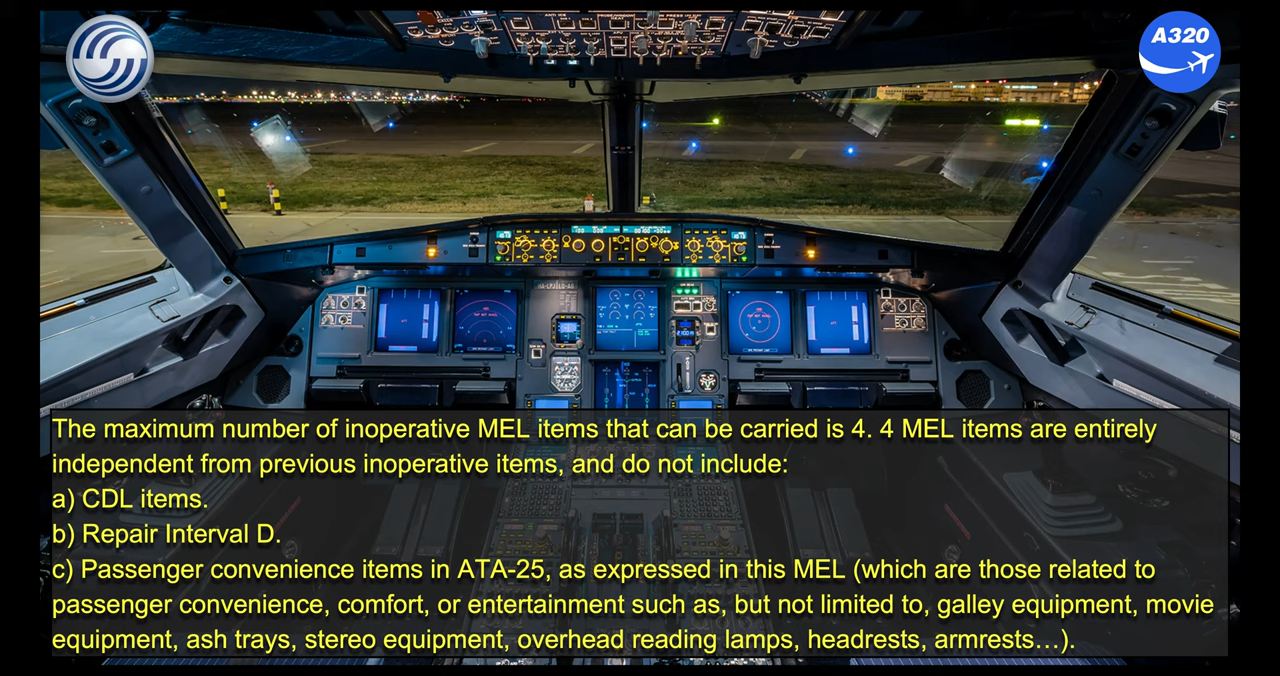 A320
The maximum number of inoperative MEL items that can be carried is 4. 4 MEL items are entirely
independent from previous inoperative items, and do not include:
a) CDL items.
b) Repair Interval D.
c) Passenger convenience items in ATA-25, as expressed in this MEL (which are those related to
passenger convenience, comfort, or entertainment such as, but not limited to, galley equipment, movie
equipment, ash trays, stereo equipment, overhead reading lamps, headrests, armrests…).